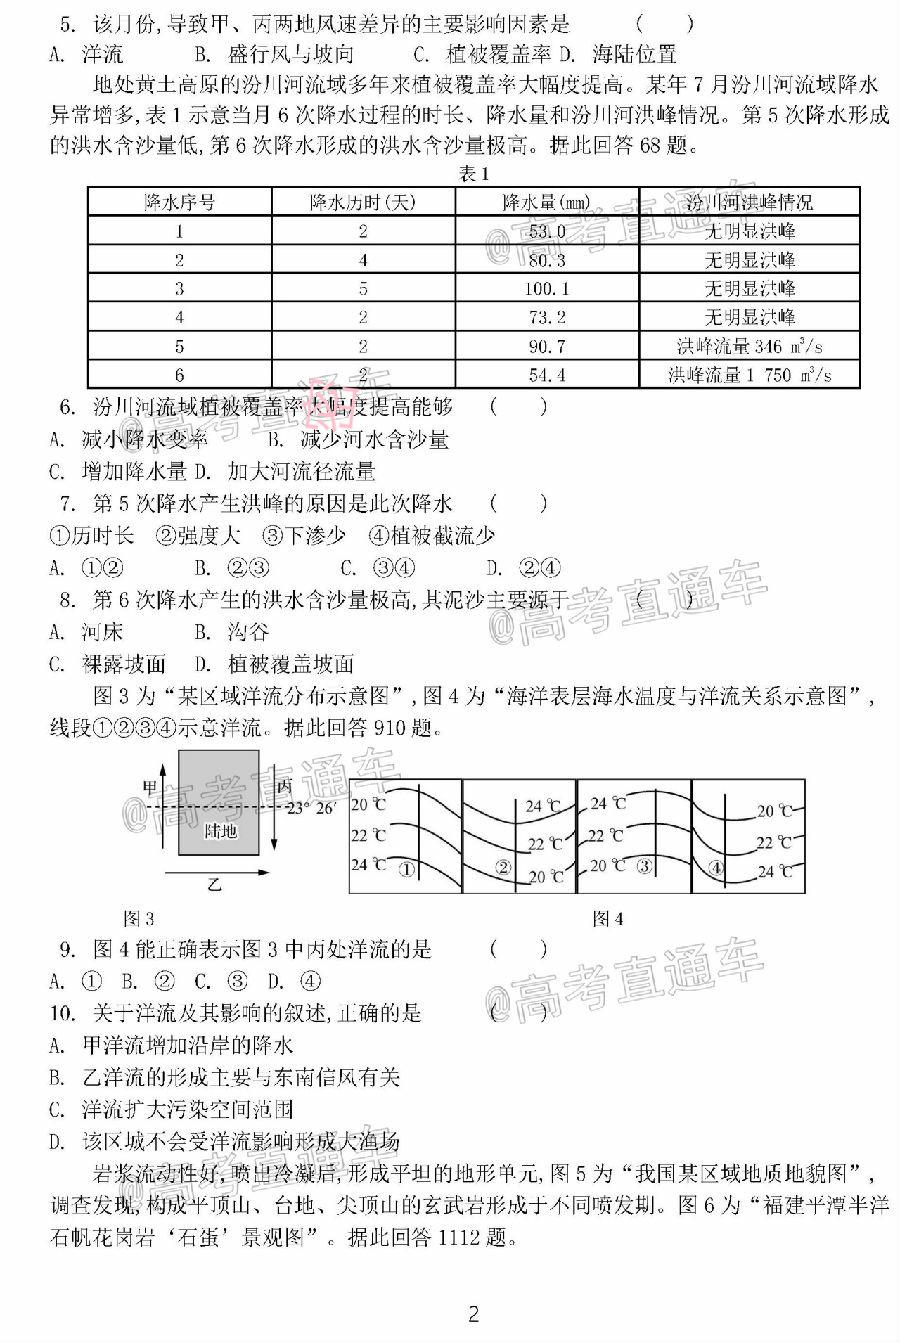 5. 该月份,导致甲、丙两地风速差异的主要影响因素是 ( )
A. 洋流 B. 盛行风与坡向 C. 植被覆盖率 D. 海陆位置
地处黄土高原的汾川河流域多年来植被覆盖率大幅度提高。某年 7 月汾川河流域降水
异常增多,表 1 示意当月 6 次降水过程的时长、降水量和汾川河洪峰情况。第 5 次降水形成
的洪水含沙量低,第 6 次降水形成的洪水含沙量极高。据此回答 68 题。
表 1
降水序号 降水历时(天) 降水量(mm) 汾川河洪峰情况
1 2 53.0 无明显洪峰
2 4 80.3 无明显洪峰
3 5 100.1 无明显洪峰
4 2 73.2 无明显洪峰
5 2 90.7 洪峰流量 346 m³/s
6 2 54.4 洪峰流量 1 750 m³/s
6. 汾川河流域植被覆盖率大幅度提高能够 ( )
A. 减小降水变率 B. 减少河水含沙量
C. 增加降水量 D. 加大河流径流量
7. 第 5 次降水产生洪峰的原因是此次降水 ( )
①历时长 ②强度大 ③下渗少 ④植被截流少
A. ①② B. ②③ C. ③④ D. ②④
8. 第 6 次降水产生的洪水含沙量极高,其泥沙主要源于 ( )
A. 河床 B. 沟谷
C. 裸露坡面 D. 植被覆盖坡面
图 3 为“某区域洋流分布示意图”,图 4 为“海洋表层海水温度与洋流关系示意图”,
线段①②③④示意洋流。据此回答 910 题。
甲 丙
23° 26′
陆地
乙
20 ℃ 22 ℃ 24 ℃ ①
24 ℃ 22 ℃ 20 ℃ ②
24 ℃ 22 ℃ 20 ℃ ③
20 ℃ 22 ℃ 24 ℃ ④
图 3 图 4
9. 图 4 能正确表示图 3 中丙处洋流的是 ( )
A. ① B. ② C. ③ D. ④
10. 关于洋流及其影响的叙述,正确的是 ( )
A. 甲洋流增加沿岸的降水
B. 乙洋流的形成主要与东南信风有关
C. 洋流扩大污染空间范围
D. 该区域不会受洋流影响形成大渔场
岩浆流动性好,喷出冷凝后,形成平坦的地形单元,图 5 为“我国某区域地质地貌图”,
调查发现,构成平顶山、台地、尖顶山的玄武岩形成于不同喷发期。图 6 为“福建平潭半洋
石帆花岗岩‘石蛋’景观图”。据此回答 1112 题。
2
@高考直通车
@高考直通车
@高考直通车
@高考直通车
@高考直通车
@高考直通车